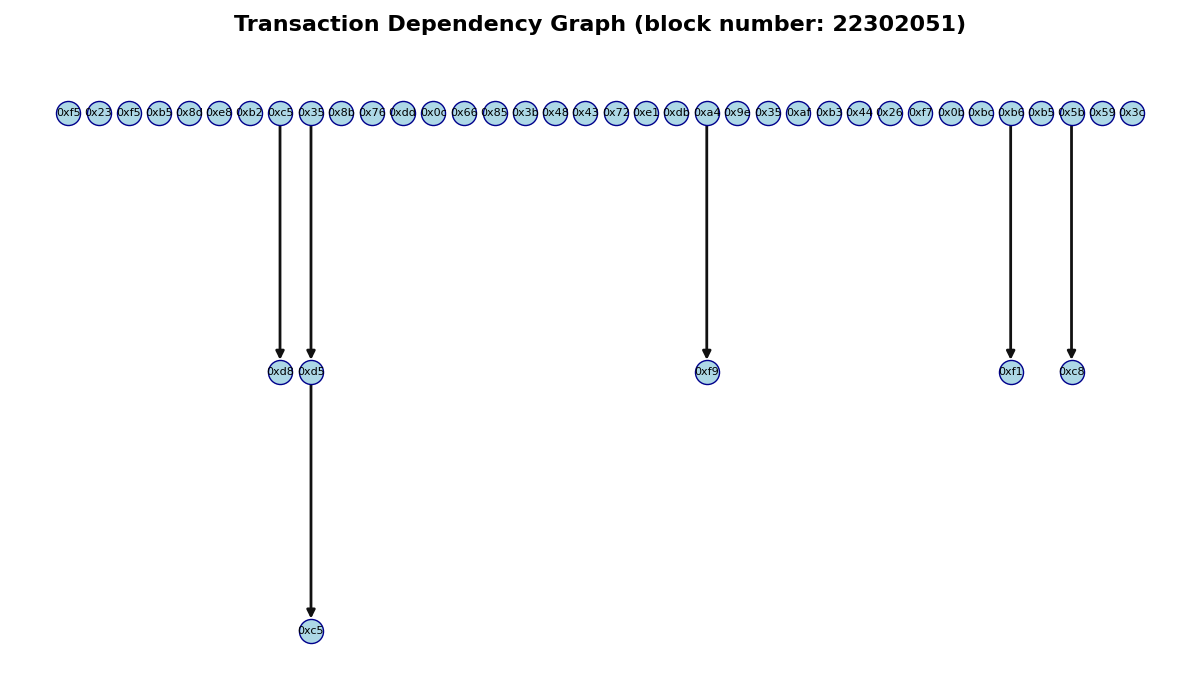 Transaction Dependency Graph (block number: 22302051)
0xf5 0x23 0xf5 0xb5 0x8c 0xe8 0xb2 0xc5 0x35 0x8b 0x76 0xdd 0x0c 0x66 0x85 0x3b 0x48 0x43 0x72 0xe1 0xdb 0xa4 0x9e 0x35 0xaf 0xb3 0x44 0x26 0xf7 0x0b 0xbc 0xb6 0xb5 0x5b 0x59 0x3c
0xd8 0xd5 0xf9 0xf1 0xc8
0xc5